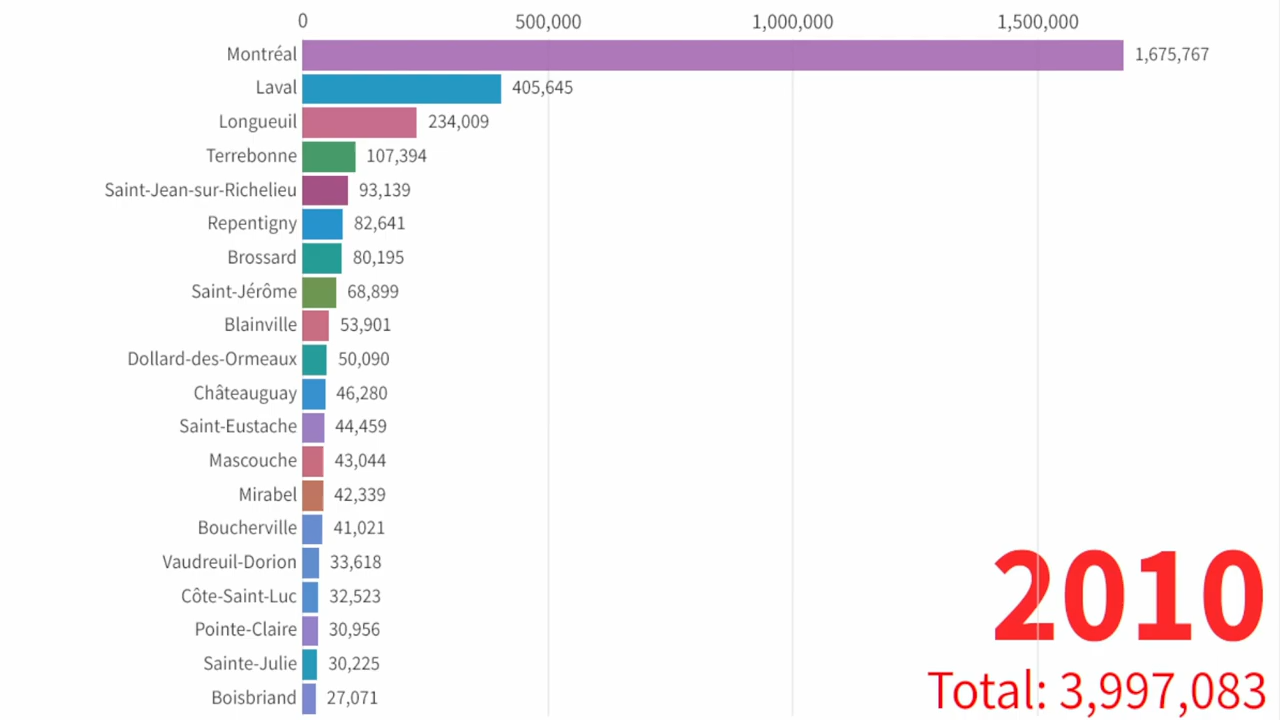 0 500,000 1,000,000 1,500,000
Montréal 1,675,767
Laval 405,645
Longueuil 234,009
Terrebonne 107,394
Saint-Jean-sur-Richelieu 93,139
Repentigny 82,641
Brossard 80,195
Saint-Jérôme 68,899
Blainville 53,901
Dollard-des-Ormeaux 50,090
Châteauguay 46,280
Saint-Eustache 44,459
Mascouche 43,044
Mirabel 42,339
Boucherville 41,021
Vaudreuil-Dorion 33,618
Côte-Saint-Luc 32,523
Pointe-Claire 30,956
Sainte-Julie 30,225
Boisbriand 27,071
2010
Total: 3,997,083